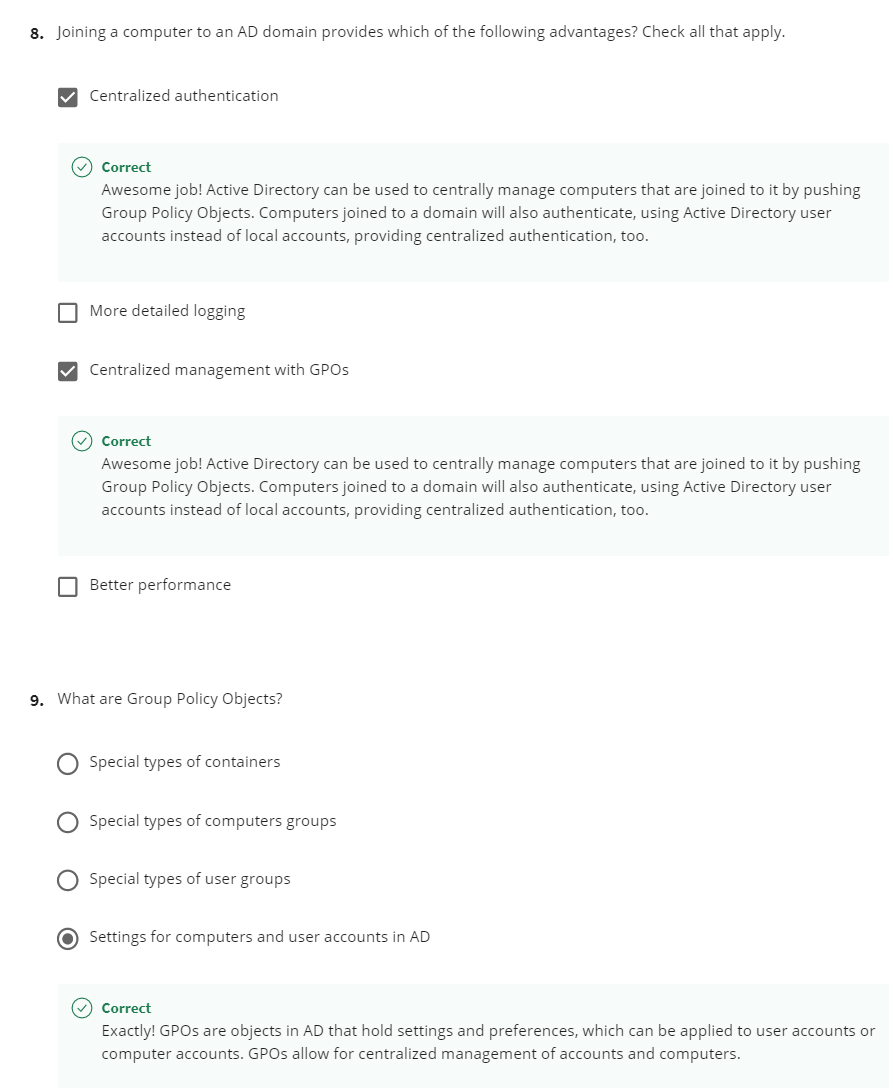 8. Joining a computer to an AD domain provides which of the following advantages? Check all that apply.
Centralized authentication
Correct
Awesome job! Active Directory can be used to centrally manage computers that are joined to it by pushing
Group Policy Objects. Computers joined to a domain will also authenticate, using Active Directory user
accounts instead of local accounts, providing centralized authentication, too.
More detailed logging
Centralized management with GPOs
Correct
Awesome job! Active Directory can be used to centrally manage computers that are joined to it by pushing
Group Policy Objects. Computers joined to a domain will also authenticate, using Active Directory user
accounts instead of local accounts, providing centralized authentication, too.
Better performance
9. What are Group Policy Objects?
Special types of containers
Special types of computers groups
Special types of user groups
Settings for computers and user accounts in AD
Correct
Exactly! GPOs are objects in AD that hold settings and preferences, which can be applied to user accounts or
computer accounts. GPOs allow for centralized management of accounts and computers.